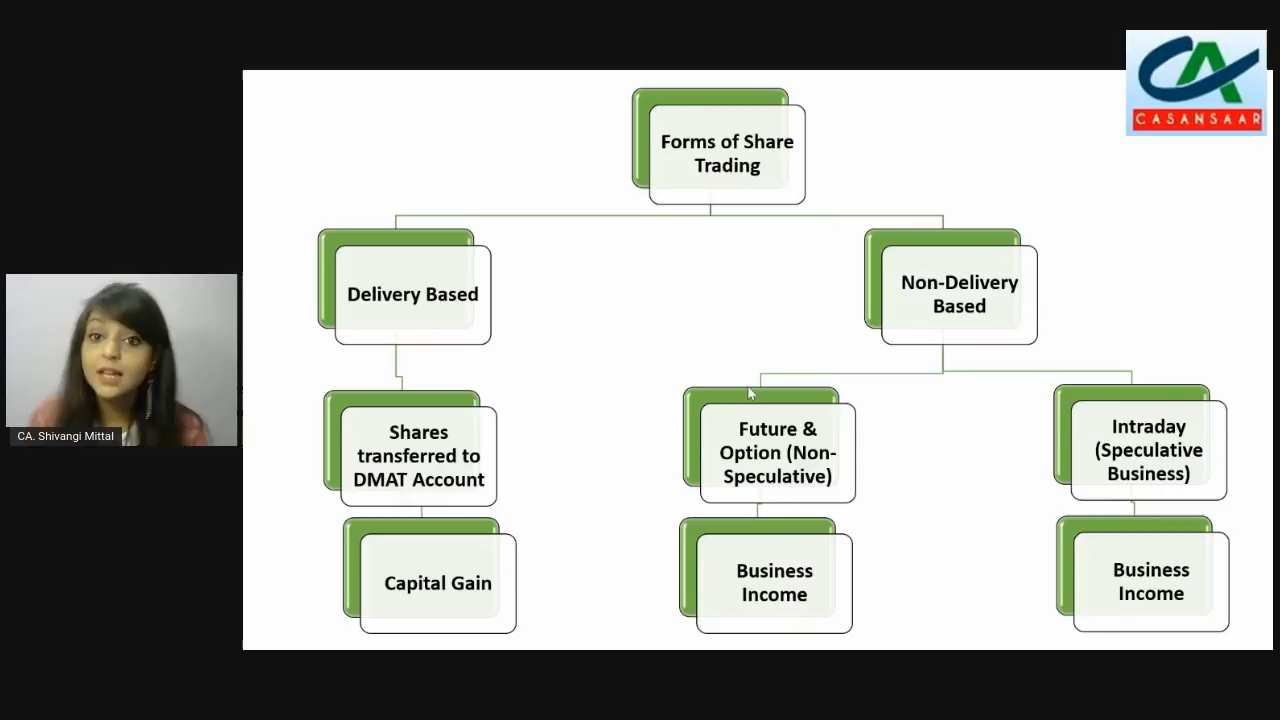 CA
CASANSAAR
Forms of Share
Trading
Delivery Based
Non-Delivery
Based
Shares
transferred to
DMAT Account
Future &
Option (Non-
Speculative)
Intraday
(Speculative
Business)
Capital Gain
Business
Income
Business
Income
CA. Shivangi Mittal